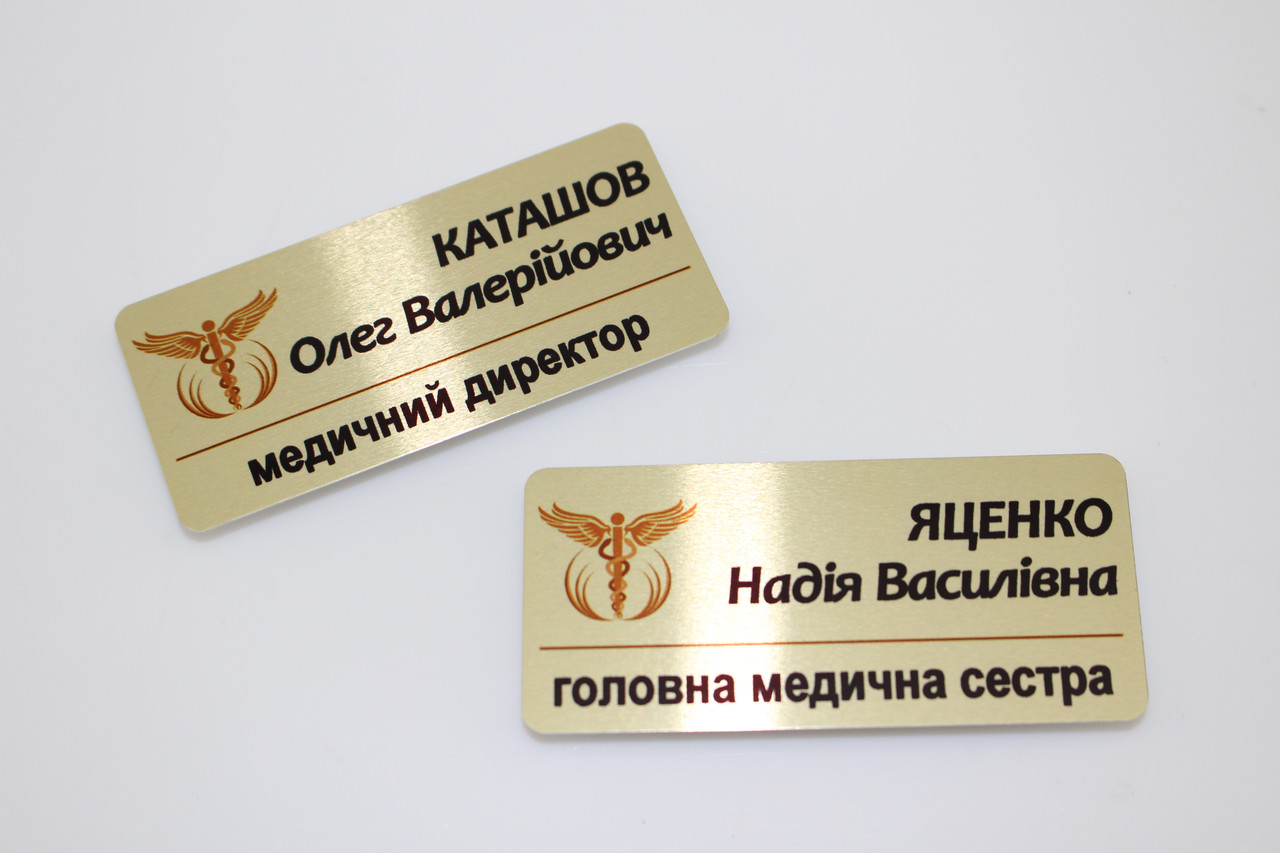 КАТАШОВ
Олег Валерійович
медичний директор
ЯЦЕНКО
Надія Василівна
головна медична сестра